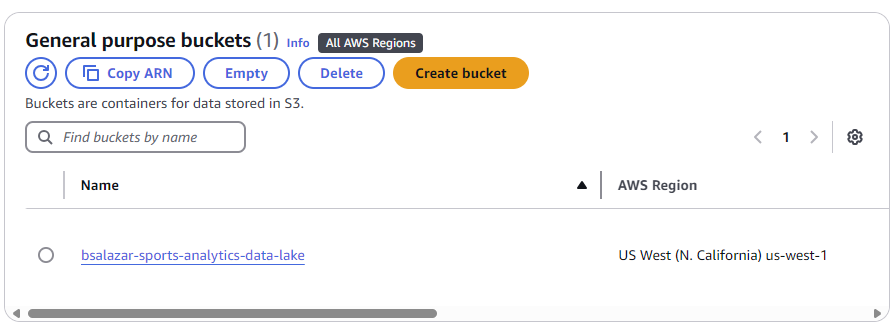 General purpose buckets (1) Info All AWS Regions
Copy ARN Empty Delete Create bucket
Buckets are containers for data stored in S3.
Find buckets by name 1
Name AWS Region
bsalazar-sports-analytics-data-lake US West (N. California) us-west-1